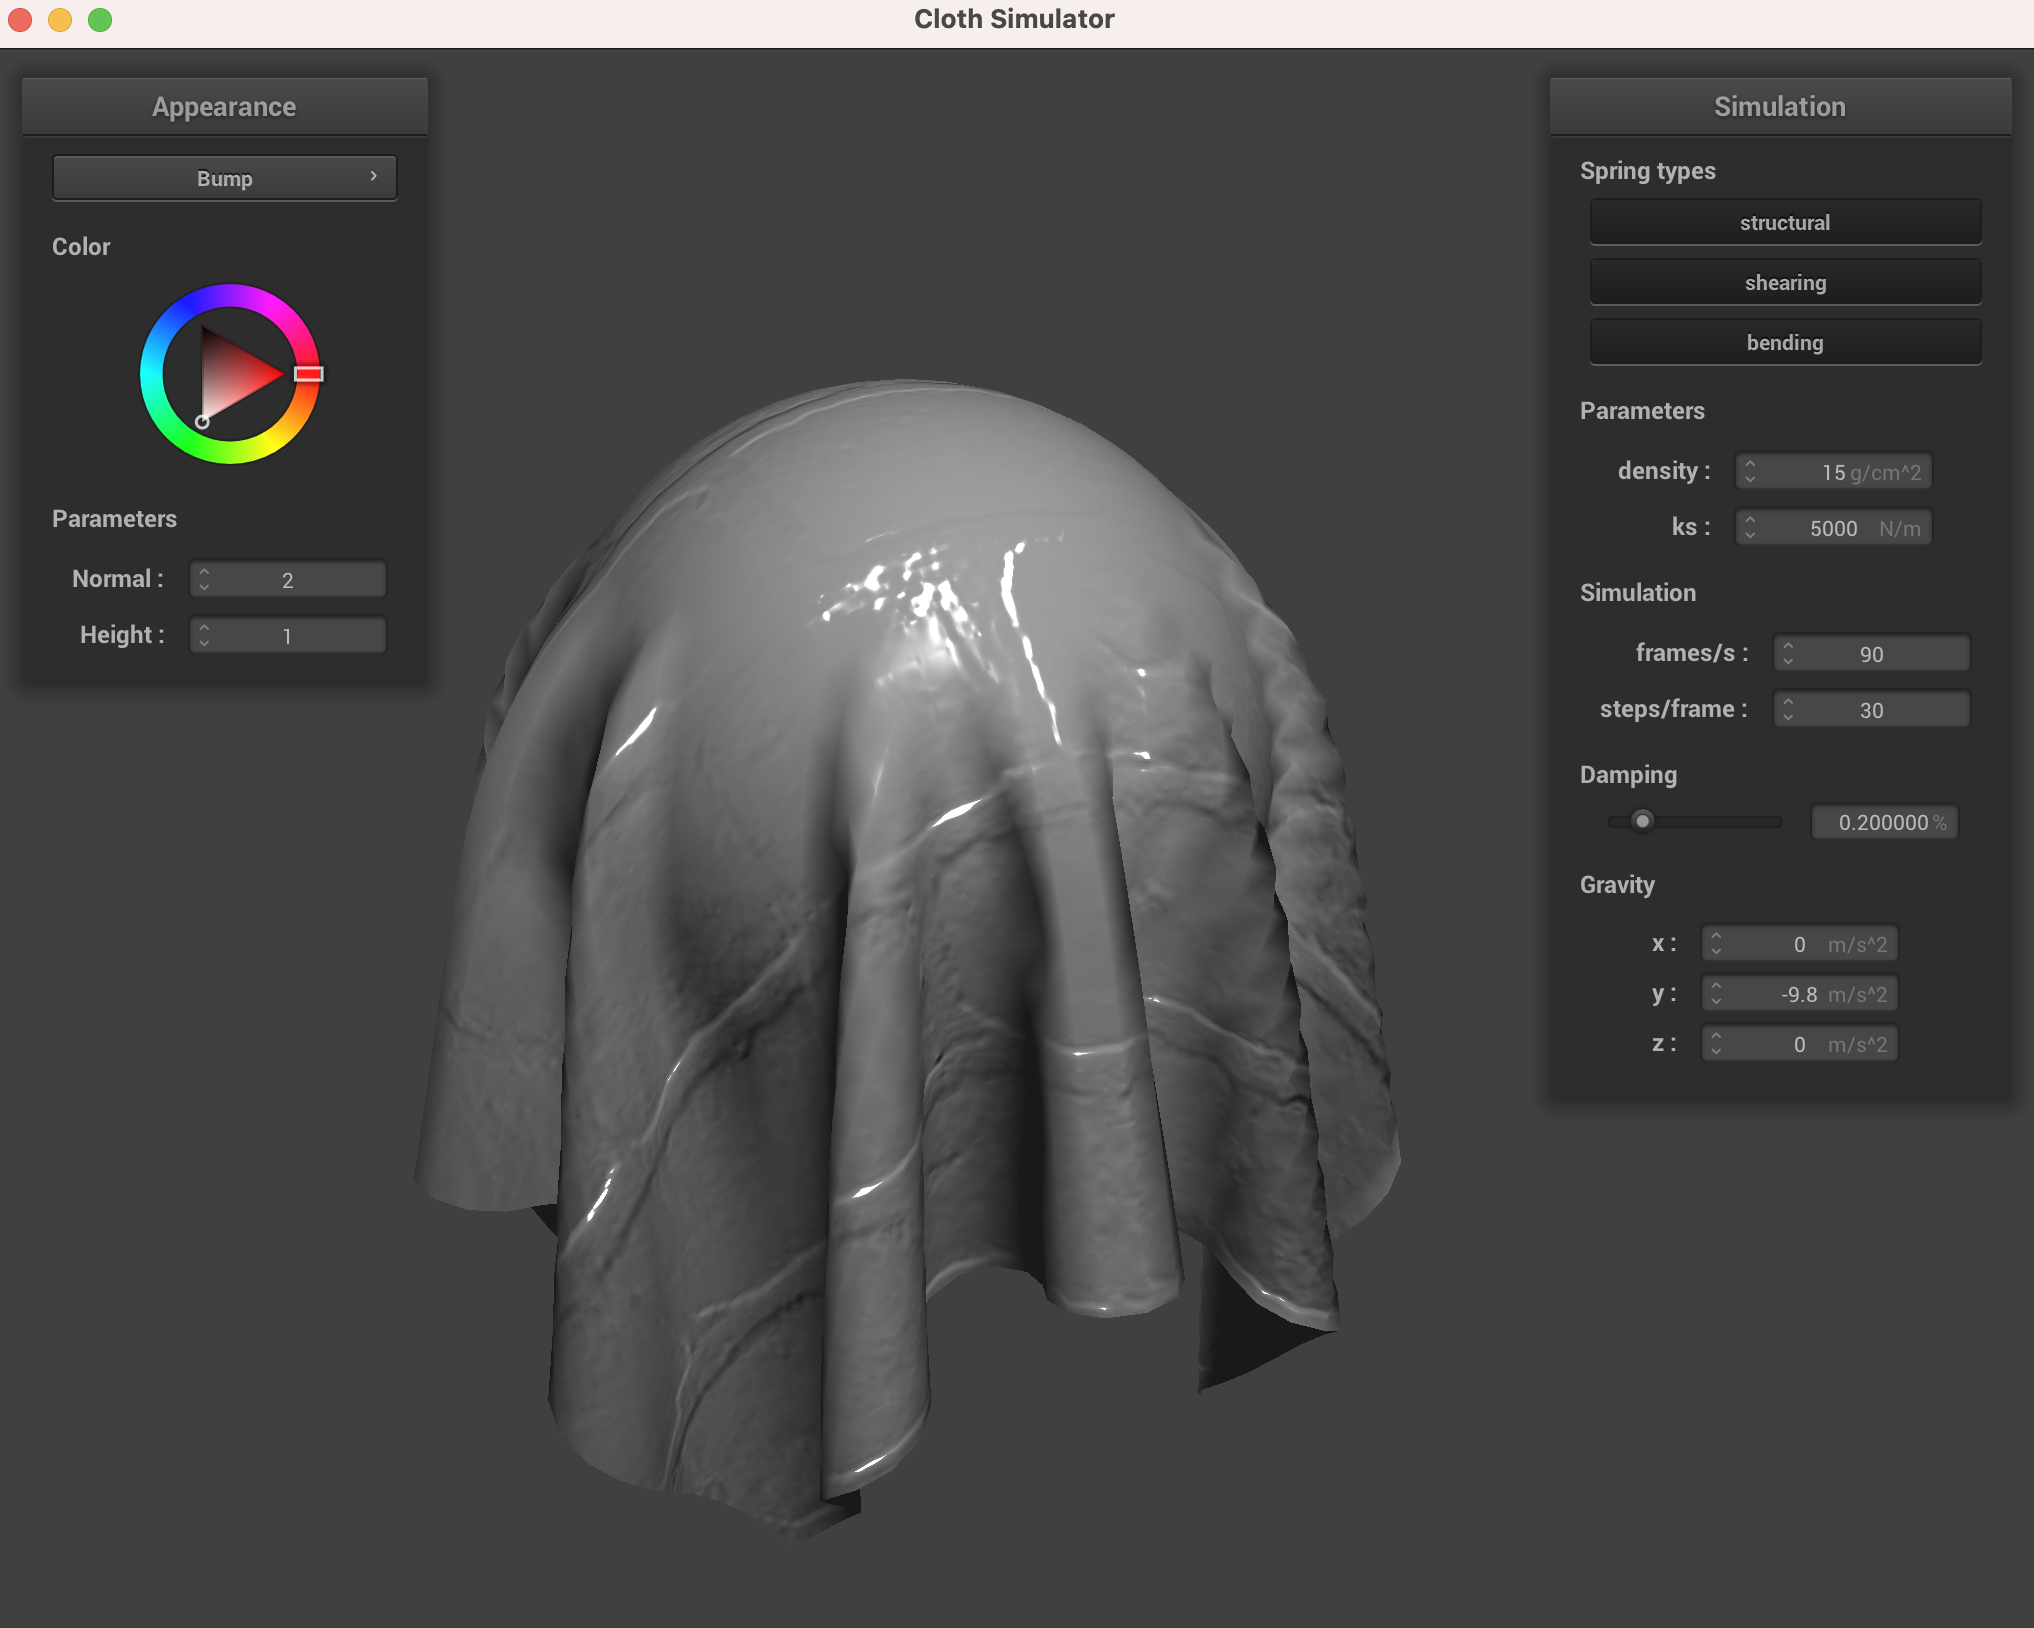 Cloth Simulator
Appearance
Bump
Color
Parameters
Normal : 2
Height : 1
Simulation
Spring types
structural
shearing
bending
Parameters
density : 15 g/cm^2
ks : 5000 N/m
Simulation
frames/s : 90
steps/frame : 30
Damping
0.200000 %
Gravity
x : 0 m/s^2
y : -9.8 m/s^2
z : 0 m/s^2